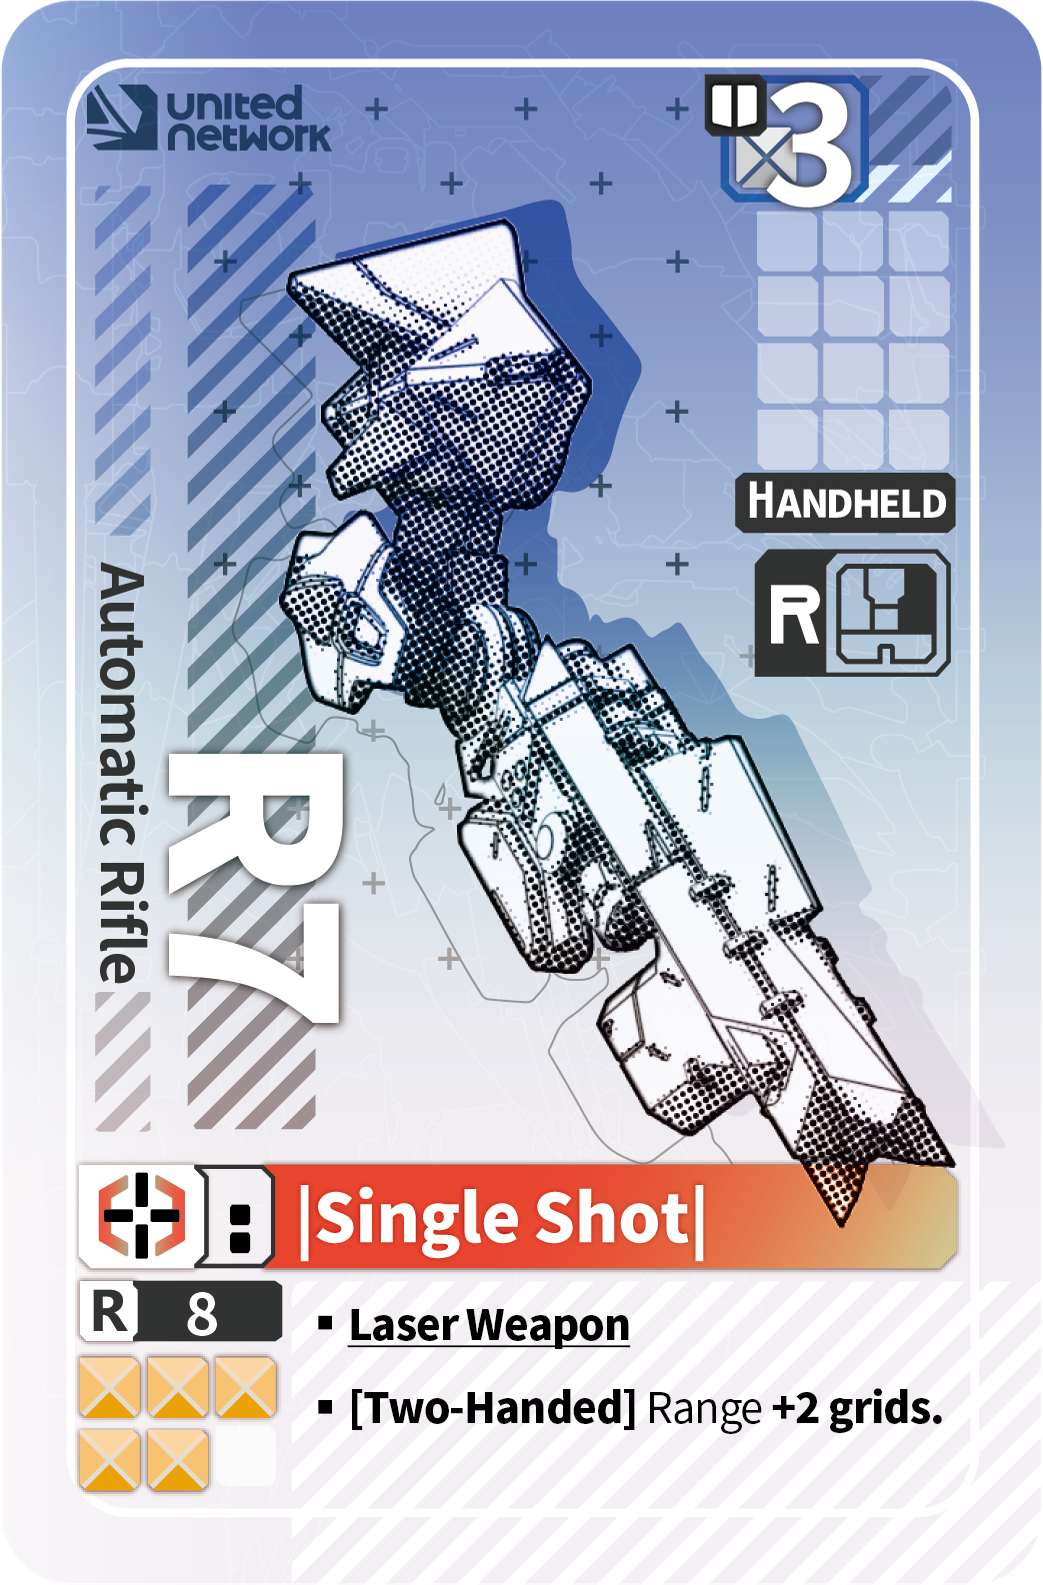 UNITED
NETWORK
3
HANDHELD
R
Automatic Rifle
R7
|Single Shot|
R 8
▪ Laser Weapon
▪ [Two-Handed] Range +2 grids.